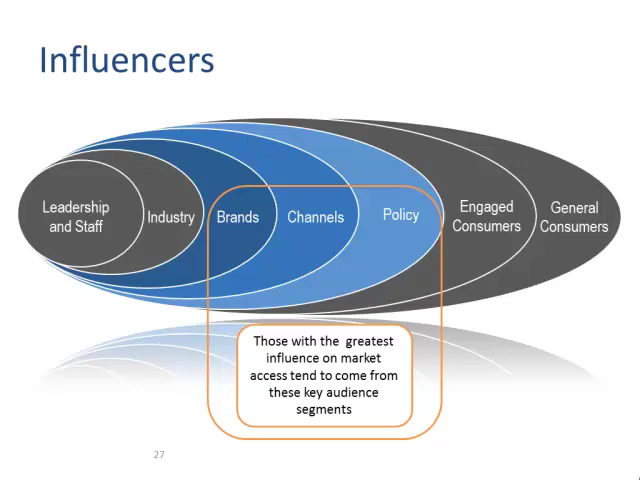 Influencers
Leadership
and Staff
Industry
Brands
Channels
Policy
Engaged
Consumers
General
Consumers
Those with the greatest
influence on market
access tend to come from
these key audience
segments
27